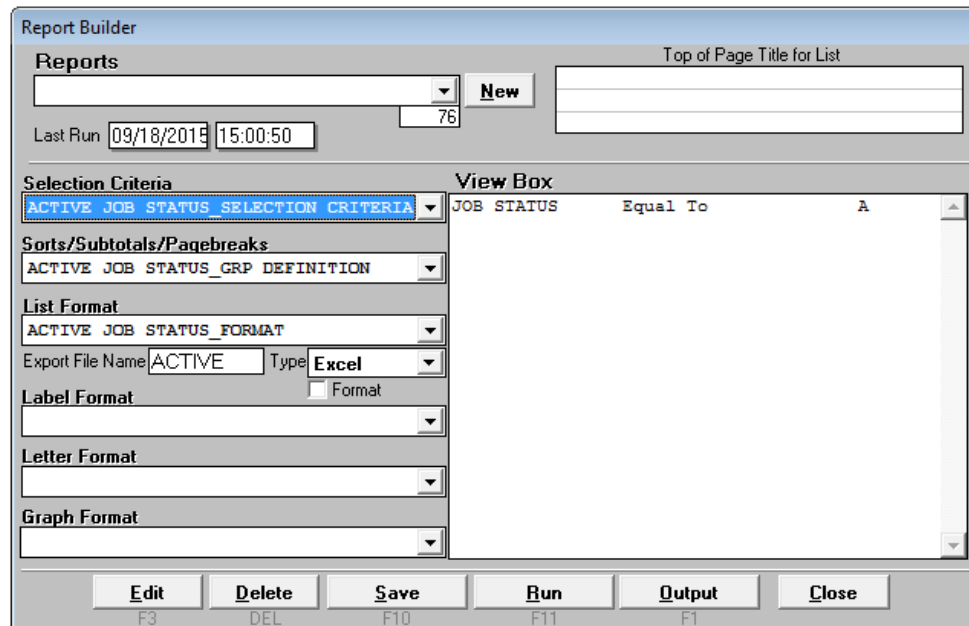 Report Builder
Reports
Top of Page Title for List
New
76
Last Run 09/18/2015 15:00:50
Selection Criteria
View Box
ACTIVE JOB STATUS_SELECTION CRITERIA
JOB STATUS Equal To A
Sorts/Subtotals/Pagebreaks
ACTIVE JOB STATUS_GRP DEFINITION
List Format
ACTIVE JOB STATUS_FORMAT
Export File Name ACTIVE Type Excel
Format
Label Format
Letter Format
Graph Format
Edit Delete Save Run Output Close
F3 DEL F10 F11 F1